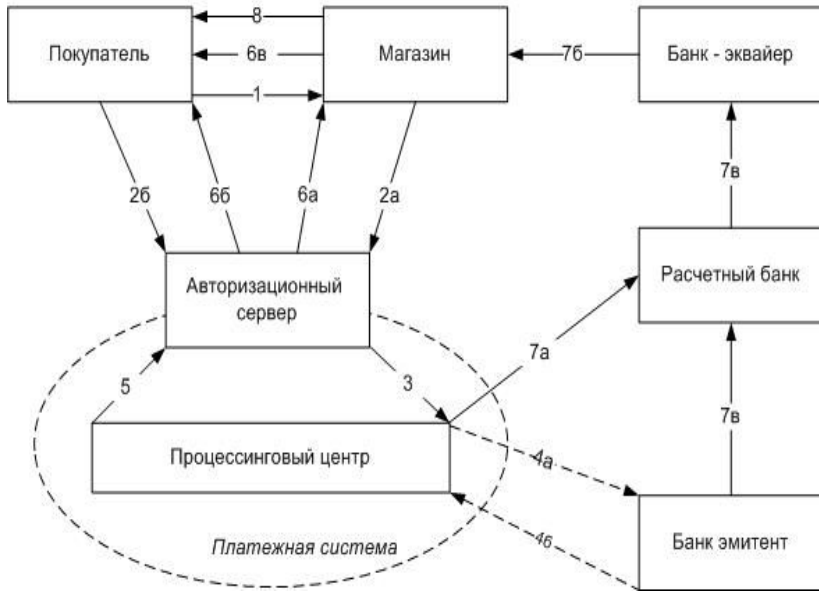 8
Покупатель
6в
Магазин
7б
Банк - эквайер
1
7в
2б
6б
6а
2а
Авторизационный
сервер
Расчетный банк
7а
5
3
7в
Процессинговый центр
4а
4б
Платежная система
Банк эмитент